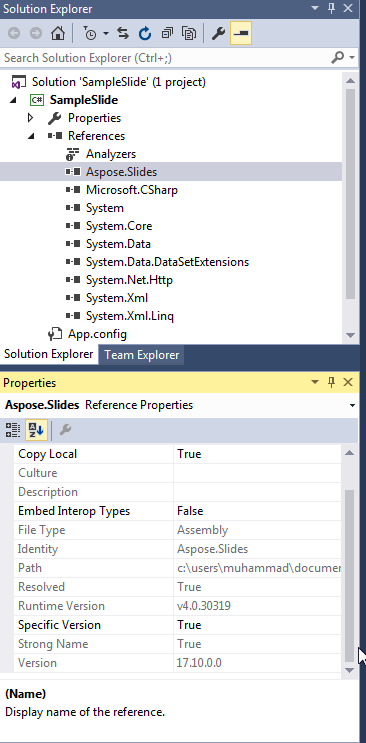 Solution Explorer
Search Solution Explorer (Ctrl+;)
Solution 'SampleSlide' (1 project)
C# SampleSlide
Properties
References
Analyzers
Aspose.Slides
Microsoft.CSharp
System
System.Core
System.Data
System.Data.DataSetExtensions
System.Net.Http
System.Xml
System.Xml.Linq
App.config
Solution Explorer Team Explorer
Properties
Aspose.Slides Reference Properties
Copy Local True
Culture
Description
Embed Interop Types False
File Type Assembly
Identity Aspose.Slides
Path c:\users\muhammad\documen
Resolved True
Runtime Version v4.0.30319
Specific Version True
Strong Name True
Version 17.10.0.0
(Name)
Display name of the reference.